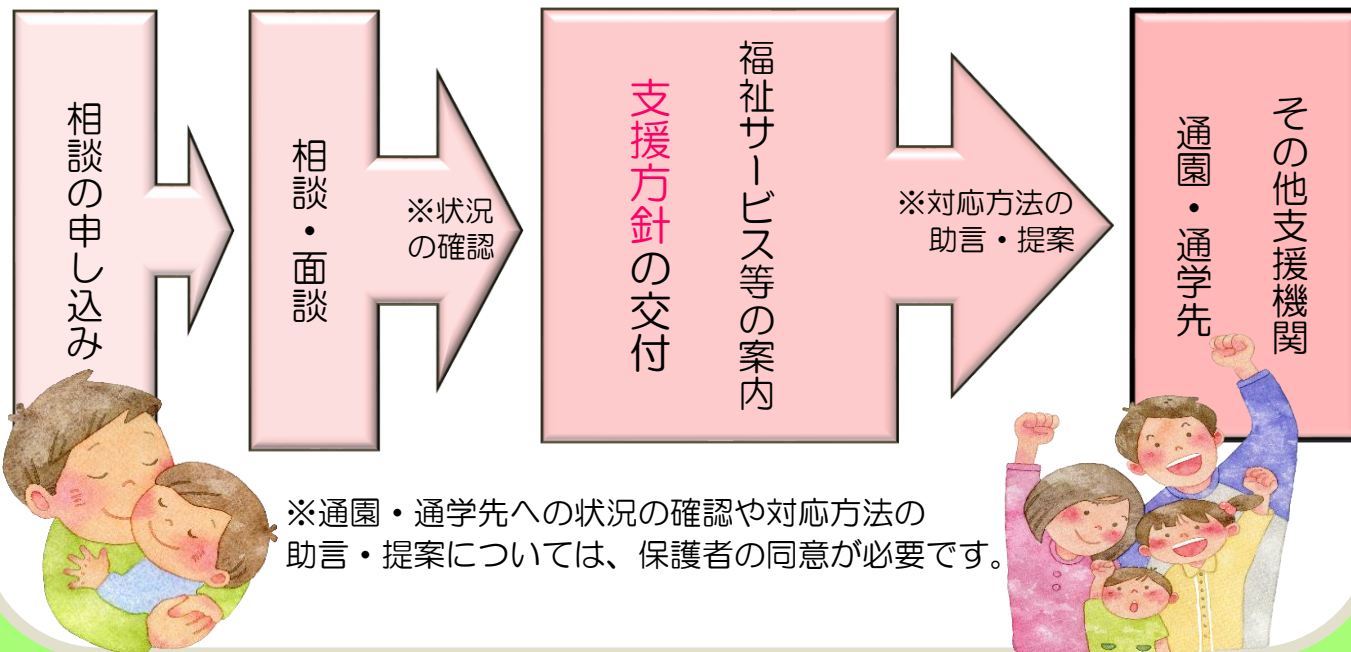 相談の申し込み
相談・面談
※状況
の確認
福祉サービス等の案内
支援方針の交付
※対応方法の
助言・提案
その他支援機関
通園・通学先
※通園・通学先への状況の確認や対応方法の
助言・提案については、保護者の同意が必要です。